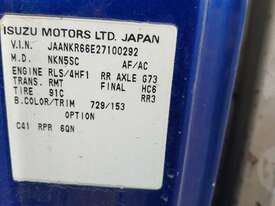 ISUZU MOTORS LTD. JAPAN
V.I.N. JAANKR66E27100292
M.D. NKN5SC AF/AC
ENGINE RLS/4HF1 RR AXLE G73
TRANS. RMT FINAL HC6
TIRE 91C RR3
B.COLOR/TRIM 729/153
OPTION
C41 RPR 6QN